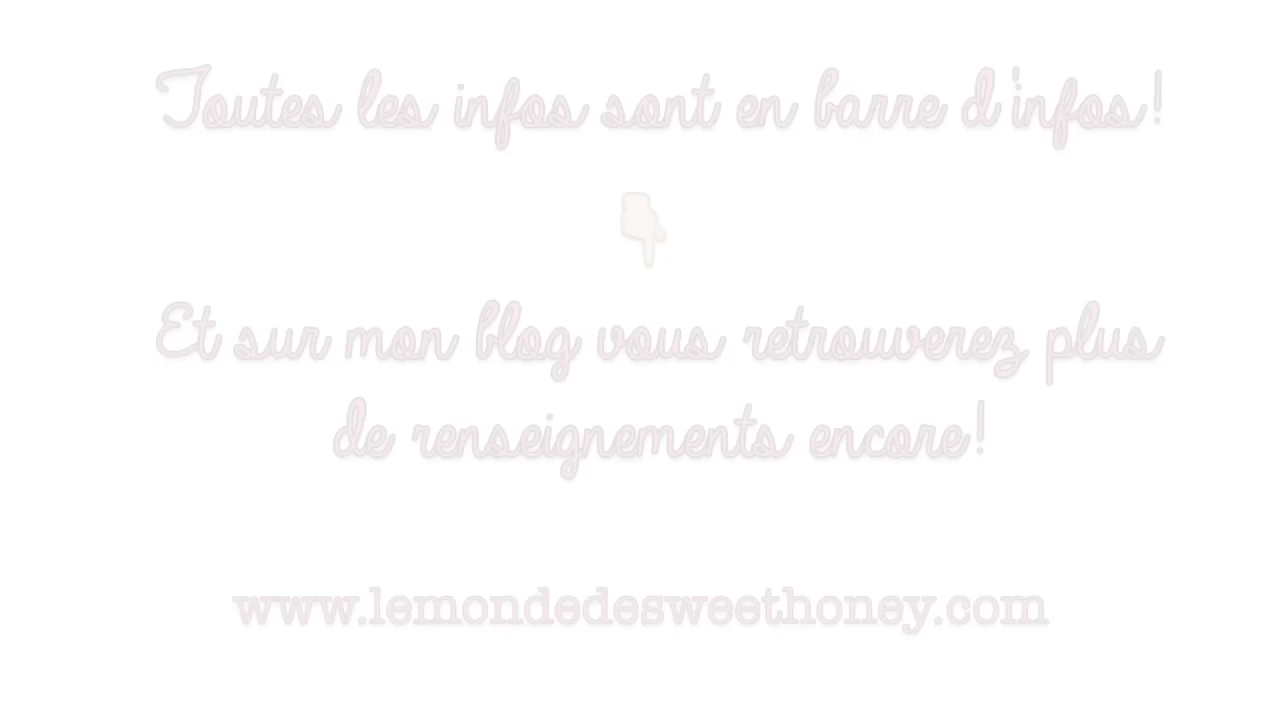 Toutes les infos sont en barre d'infos!
👇
Et sur mon blog vous retrouverez plus
de renseignements encore!
www.lemondedesweethoney.com